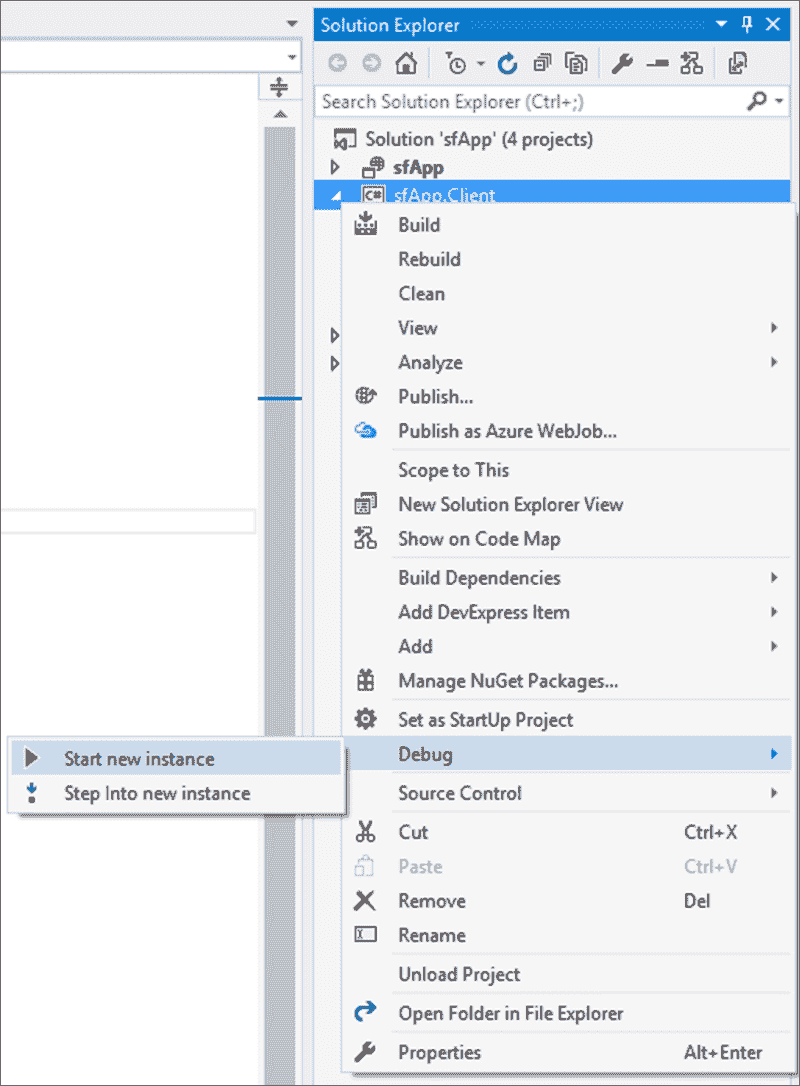 Solution Explorer
Search Solution Explorer (Ctrl+;)
Solution 'sfApp' (4 projects)
sfApp
C# sfApp.Client
Build
Rebuild
Clean
View
Analyze
Publish...
Publish as Azure WebJob...
Scope to This
New Solution Explorer View
Show on Code Map
Build Dependencies
Add DevExpress Item
Add
Manage NuGet Packages...
Set as StartUp Project
Debug
Start new instance
Step Into new instance
Source Control
Cut Ctrl+X
Paste Ctrl+V
Remove Del
Rename
Unload Project
Open Folder in File Explorer
Properties Alt+Enter